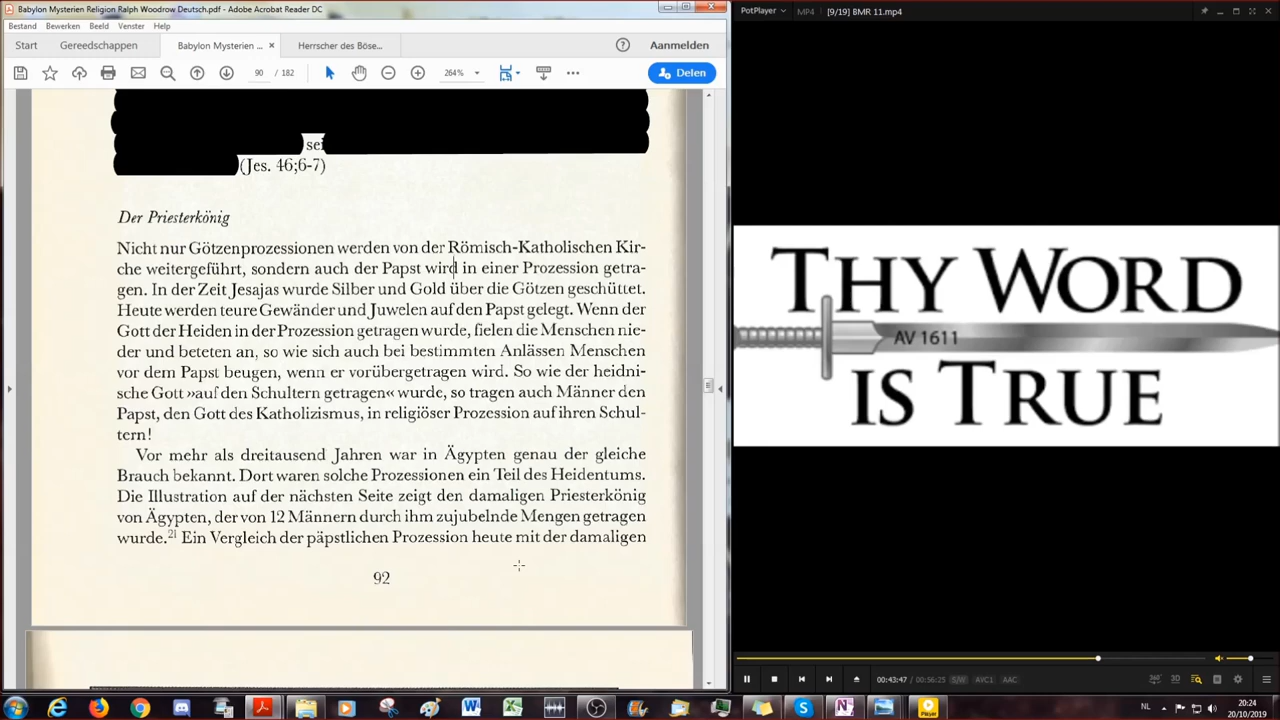 Babylon Mysterien Religion Ralph Woodrow Deutsch.pdf - Adobe Acrobat Reader DC
Bestand Bewerken Beeld Venster Help
Start Gereedschappen Babylon Mysterien ... × Herrscher des Böse... Aanmelden
90 / 182 264% Delen
sei
(Jes. 46;6-7)
Der Priesterkönig
Nicht nur Götzenprozessionen werden von der Römisch-Katholischen Kir-
che weitergeführt, sondern auch der Papst wird in einer Prozession getra-
gen. In der Zeit Jesajas wurde Silber und Gold über die Götzen geschüttet.
Heute werden teure Gewänder und Juwelen auf den Papst gelegt. Wenn der
Gott der Heiden in der Prozession getragen wurde, fielen die Menschen nie-
der und beteten an, so wie sich auch bei bestimmten Anlässen Menschen
vor dem Papst beugen, wenn er vorübergetragen wird. So wie der heidni-
sche Gott »auf den Schultern getragen« wurde, so tragen auch Männer den
Papst, den Gott des Katholizismus, in religiöser Prozession auf ihren Schul-
tern!
Vor mehr als dreitausend Jahren war in Ägypten genau der gleiche
Brauch bekannt. Dort waren solche Prozessionen ein Teil des Heidentums.
Die Illustration auf der nächsten Seite zeigt den damaligen Priesterkönig
von Ägypten, der von 12 Männern durch ihm zujubelnde Mengen getragen
wurde.21 Ein Vergleich der päpstlichen Prozession heute mit der damaligen
92
PotPlayer MP4 [9/19] BMR 11.mp4
THY WORD
AV 1611
IS TRUE
00:43:47 / 00:56:25 S/W AVC1 AAC
360° 3D
NL 20:24
20/10/2019